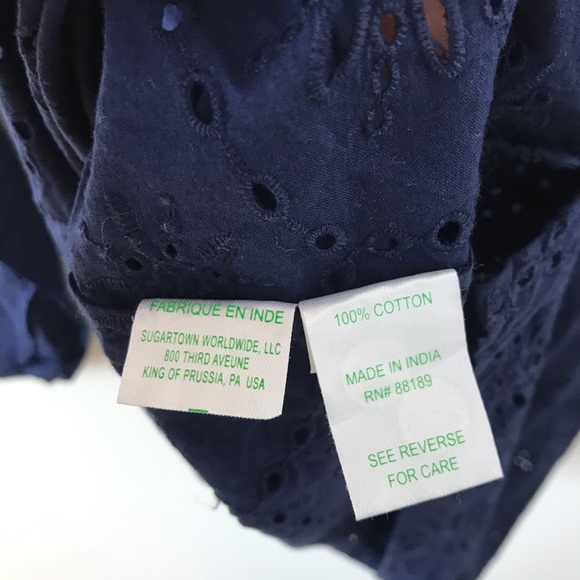 FABRIQUÉ EN INDE
SUGARTOWN WORLDWIDE, LLC
800 THIRD AVEUNE
KING OF PRUSSIA, PA USA
100% COTTON
MADE IN INDIA
RN# 88189
SEE REVERSE
FOR CARE